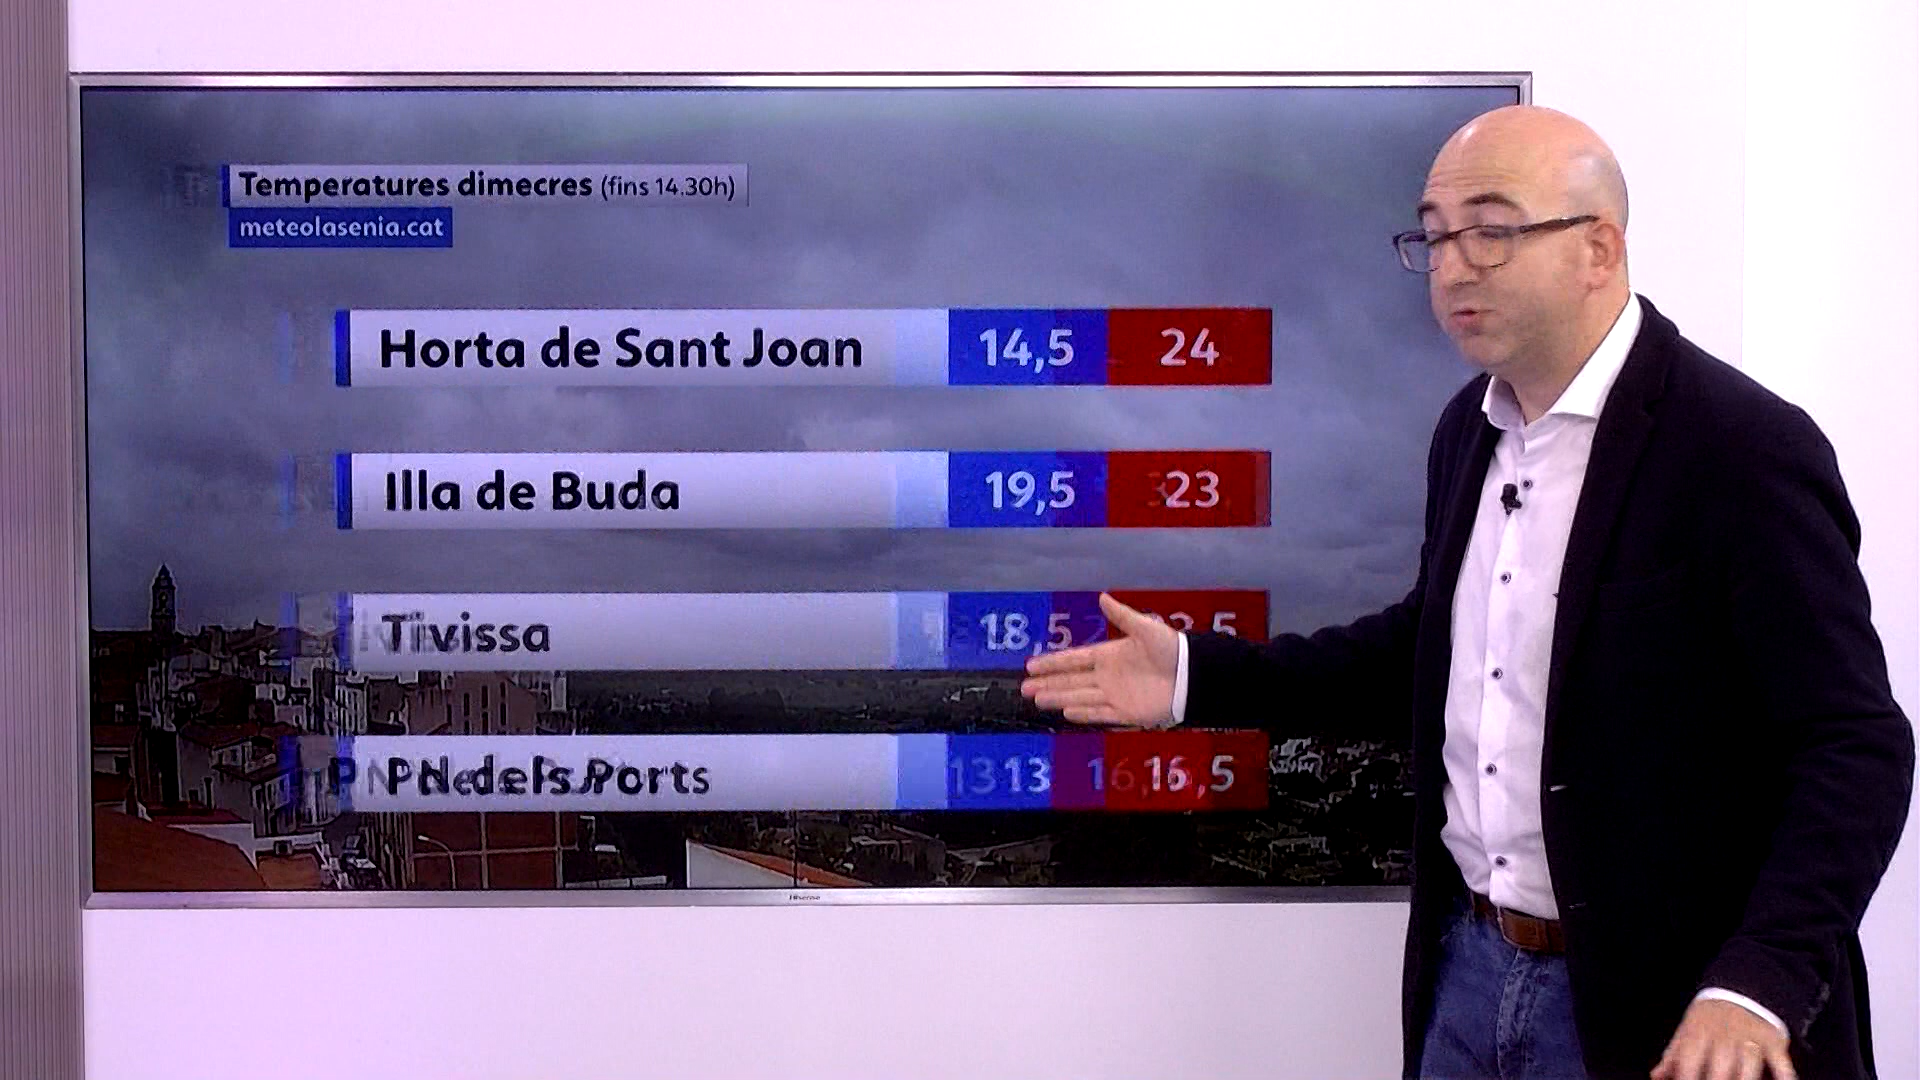 Temperatures dimecres (fins 14.30h)
meteolasenia.cat
Horta de Sant Joan 14,5 24
Illa de Buda 19,5 23
Tivissa 18,5
PN dels Ports 13 16,5
Hisense